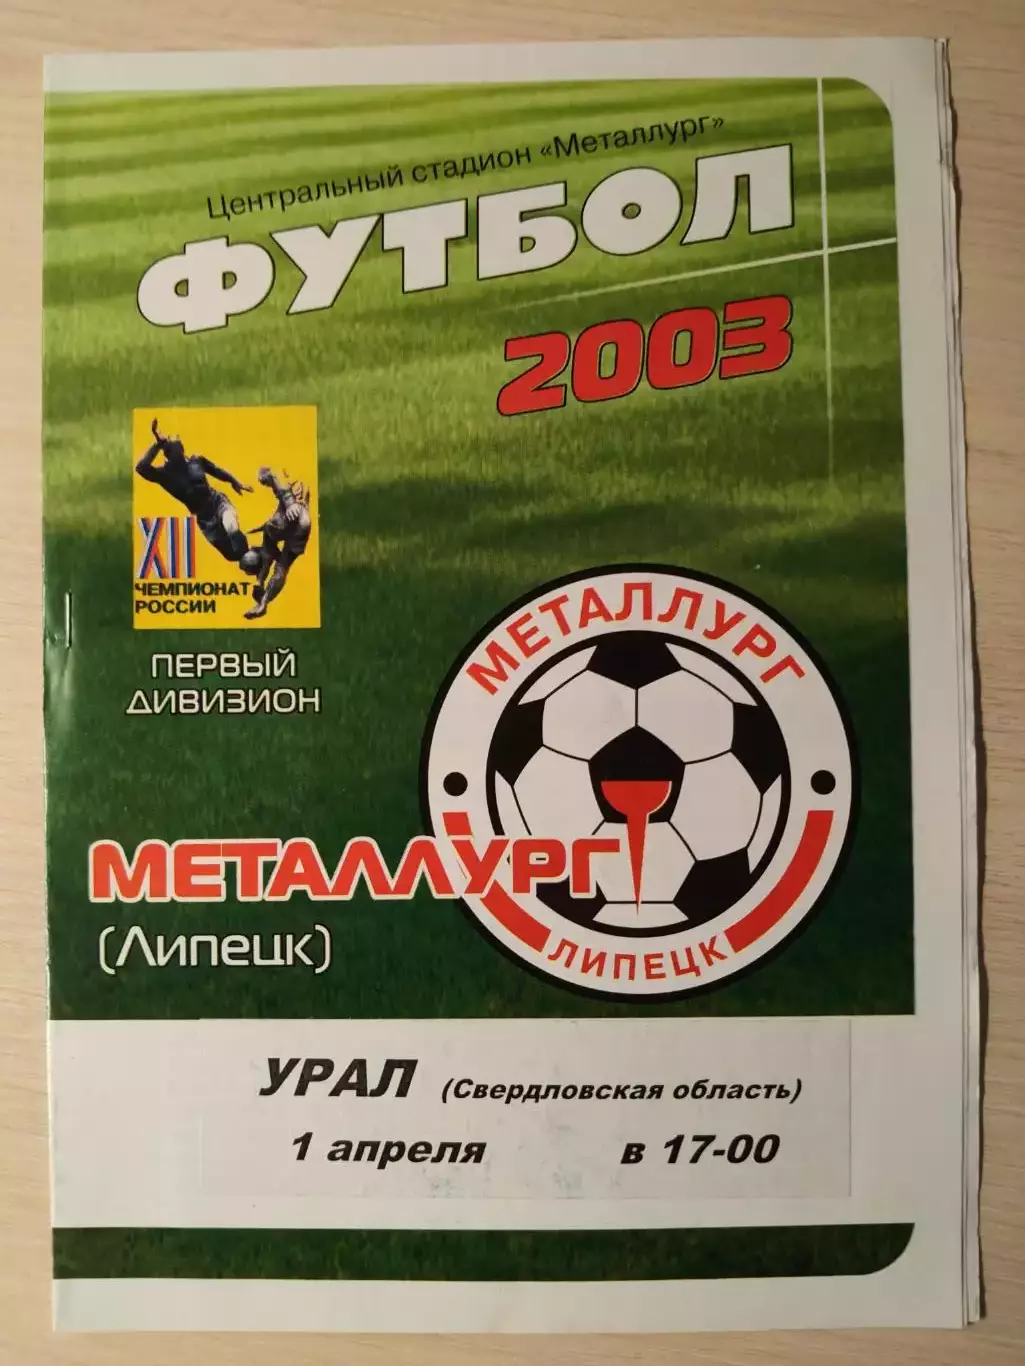 Центральный стадион «Металлург»
ФУТБОЛ
2003
XII
ЧЕМПИОНАТ
РОССИИ
ПЕРВЫЙ
ДИВИЗИОН
МЕТАЛЛУРГ
ЛИПЕЦК
МЕТАЛЛУРГ
(Липецк)
УРАЛ (Свердловская область)
1 апреля в 17-00